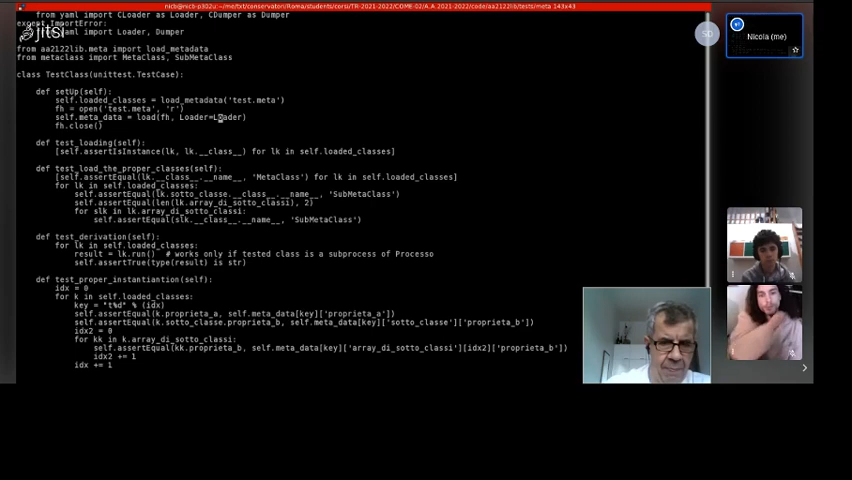 nicb@nicb-p302u: ~/me/txt/conservatori/Roma/students/corsi/TR-2021-2022/COME-02/A.A 2021-2022/code/aa2122lib/tests/meta 143x43
from yaml import CLoader as Loader, CDumper as Dumper
except ImportError:
yaml import Loader, Dumper
jitsi
from aa2122lib.meta import load_metadata
from metaclass import MetaClass, SubMetaClass
class TestClass(unittest.TestCase):
def setUp(self):
self.loaded_classes = load_metadata('test.meta')
fh = open('test.meta', 'r')
self.meta_data = load(fh, Loader=Loader)
fh.close()
def test_loading(self):
[self.assertIsInstance(lk, lk.__class__) for lk in self.loaded_classes]
def test_load_the_proper_classes(self):
[self.assertEqual(lk.__class__.__name__, 'MetaClass') for lk in self.loaded_classes]
for lk in self.loaded_classes:
self.assertEqual(lk.sotto_classe.__class__.__name__, 'SubMetaClass')
self.assertEqual(len(lk.array_di_sotto_classi), 2)
for slk in lk.array_di_sotto_classi:
self.assertEqual(slk.__class__.__name__, 'SubMetaClass')
def test_derivation(self):
for lk in self.loaded_classes:
result = lk.run()  # works only if tested class is a subprocess of Processo
self.assertTrue(type(result) is str)
def test_proper_instantiation(self):
idx = 0
for k in self.loaded_classes:
key = "t%d" % (idx)
self.assertEqual(k.proprieta_a, self.meta_data[key]['proprieta_a'])
self.assertEqual(k.sotto_classe.proprieta_b, self.meta_data[key]['sotto_classe']['proprieta_b'])
idx2 = 0
for kk in k.array_di_sotto_classi:
self.assertEqual(kk.proprieta_b, self.meta_data[key]['array_di_sotto_classi'][idx2]['proprieta_b'])
idx2 += 1
idx += 1
SD
Nicola (me)